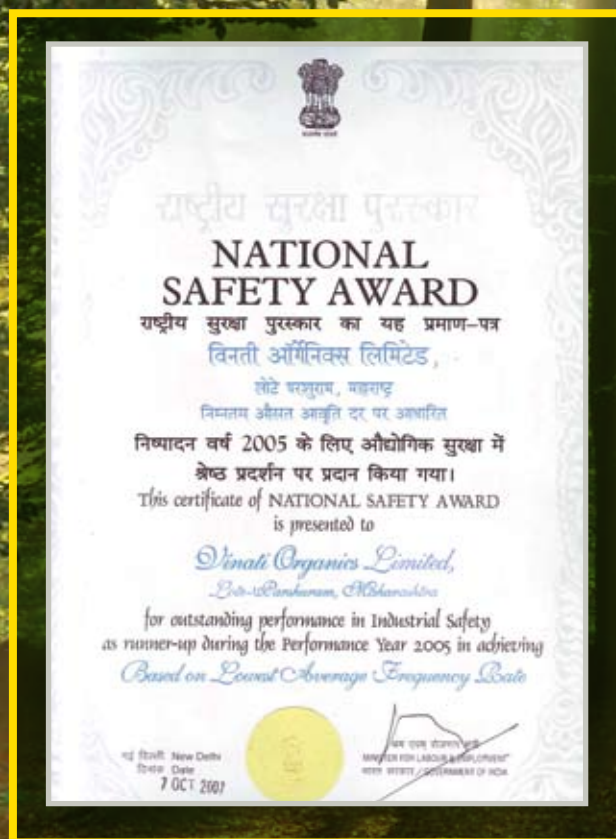 राष्ट्रीय सुरक्षा पुरस्कार
NATIONAL
SAFETY AWARD
राष्ट्रीय सुरक्षा पुरस्कार का यह प्रमाण-पत्र
विनती ऑर्गेनिक्स लिमिटेड,
लोटे परशुराम, महाराष्ट्र
निम्नतम औसत आवृति दर पर आधारित
निष्पादन वर्ष 2005 के लिए औद्योगिक सुरक्षा में
श्रेष्ठ प्रदर्शन पर प्रदान किया गया।
This certificate of NATIONAL SAFETY AWARD
is presented to
Vinati Organics Limited,
Lote-Parshuram, Maharashtra
for outstanding performance in Industrial Safety
as runner-up during the Performance Year 2005 in achieving
Based on Lowest Average Frequency Rate
नई दिल्ली New Delhi
दिनांक Date
7 OCT 2007
श्रम एवम् रोजगार मंत्री
MINISTER FOR LABOUR & EMPLOYMENT
भारत सरकार / GOVERNMENT OF INDIA